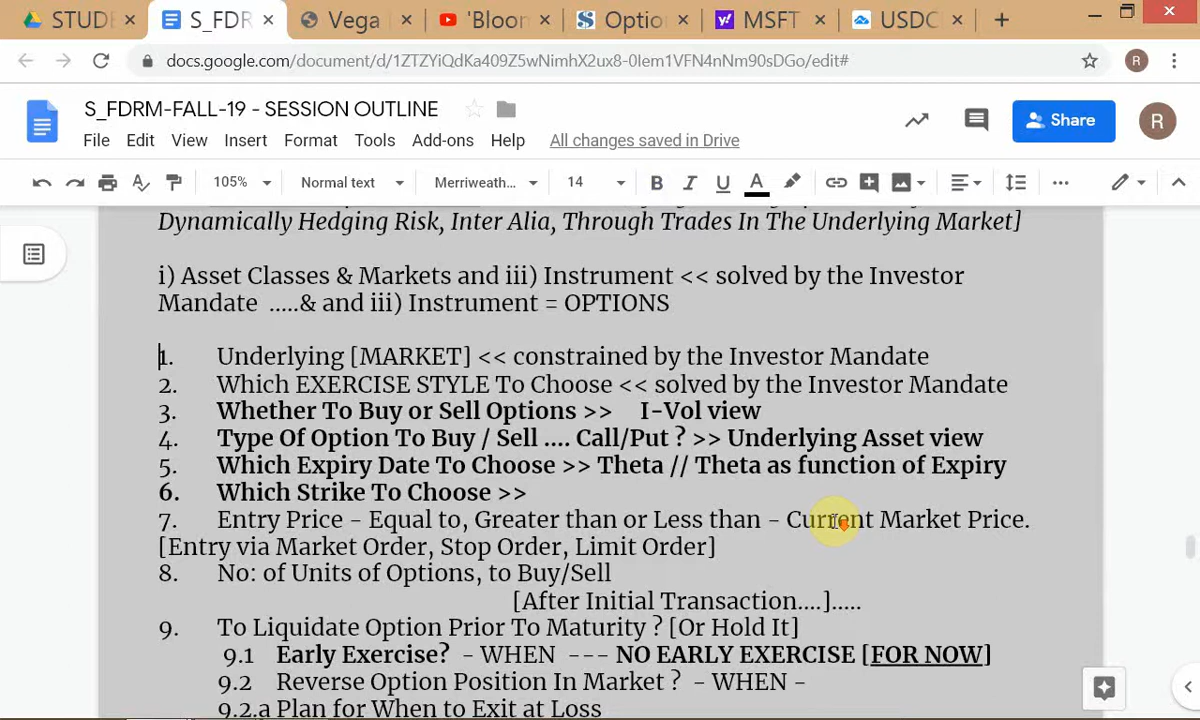 STUDE
S_FDR
Vega
'Bloon
Optio
MSFT
USDC
docs.google.com/document/d/1ZTZYiQdKa409Z5wNimhX2ux8-0Iem1VFN4nNm90sDGo/edit#
R
S_FDRM-FALL-19 - SESSION OUTLINE
Share
R
File Edit View Insert Format Tools Add-ons Help All changes saved in Drive
105% Normal text Merriweath... 14 B I U A
Dynamically Hedging Risk, Inter Alia, Through Trades In The Underlying Market]
i) Asset Classes & Markets and iii) Instrument << solved by the Investor
Mandate .....& and iii) Instrument = OPTIONS
1. Underlying [MARKET] << constrained by the Investor Mandate
2. Which EXERCISE STYLE To Choose << solved by the Investor Mandate
3. Whether To Buy or Sell Options >> I-Vol view
4. Type Of Option To Buy / Sell .... Call/Put ? >> Underlying Asset view
5. Which Expiry Date To Choose >> Theta // Theta as function of Expiry
6. Which Strike To Choose >>
7. Entry Price - Equal to, Greater than or Less than - Current Market Price.
[Entry via Market Order, Stop Order, Limit Order]
8. No: of Units of Options, to Buy/Sell
[After Initial Transaction....].....
9. To Liquidate Option Prior To Maturity ? [Or Hold It]
9.1 Early Exercise? - WHEN --- NO EARLY EXERCISE [FOR NOW]
9.2 Reverse Option Position In Market ? - WHEN -
9.2.a Plan for When to Exit at Loss